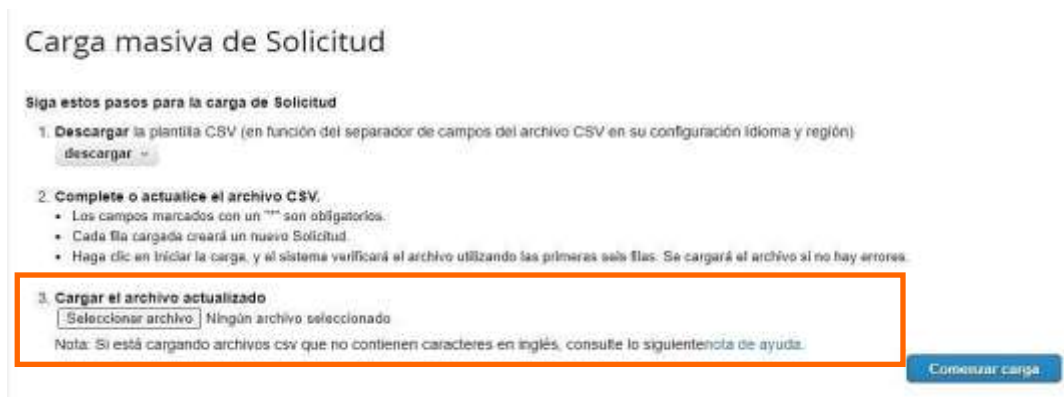 Carga masiva de Solicitud
Siga estos pasos para la carga de Solicitud
1. Descargar la plantilla CSV (en función del separador de campos del archivo CSV en su configuración Idioma y región)
descargar
2. Complete o actualice el archivo CSV.
• Los campos marcados con un "*" son obligatorios.
• Cada fila cargada creará un nuevo Solicitud.
• Haga clic en Iniciar la carga, y el sistema verificará el archivo utilizando las primeras seis filas. Se cargará el archivo si no hay errores.
3. Cargar el archivo actualizado
Seleccionar archivo Ningún archivo seleccionado
Nota: Si está cargando archivos csv que no contienen caracteres en inglés, consulte lo siguientenota de ayuda.
Comenzar carga